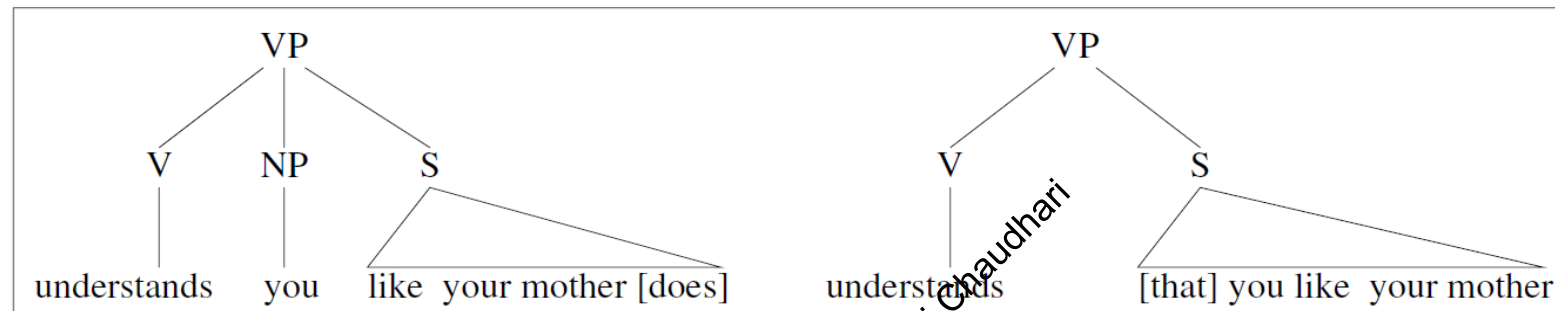 VP VP
V NP S V S
understands you like your mother [does] understands [that] you like your mother
Chaudhari